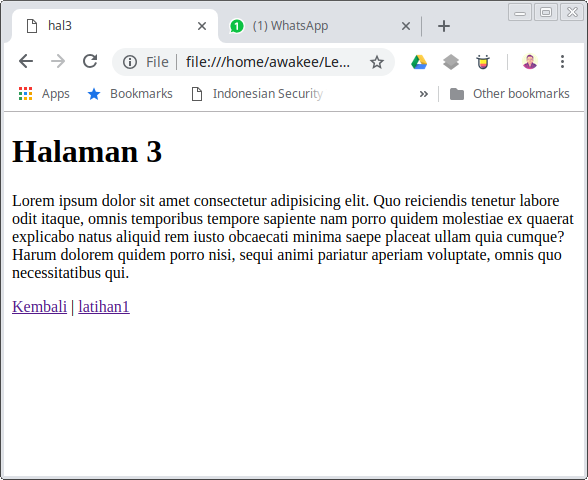 hal3
1 (1) WhatsApp
File file:///home/awakee/Le...
Apps Bookmarks Indonesian Security » Other bookmarks
Halaman 3
Lorem ipsum dolor sit amet consectetur adipisicing elit. Quo reiciendis tenetur labore
odit itaque, omnis temporibus tempore sapiente nam porro quidem molestiae ex quaerat
explicabo natus aliquid rem iusto obcaecati minima saepe placeat ullam quia cumque?
Harum dolorem quidem porro nisi, sequi animi pariatur aperiam voluptate, omnis quo
necessitatibus qui.
Kembali | latihan1